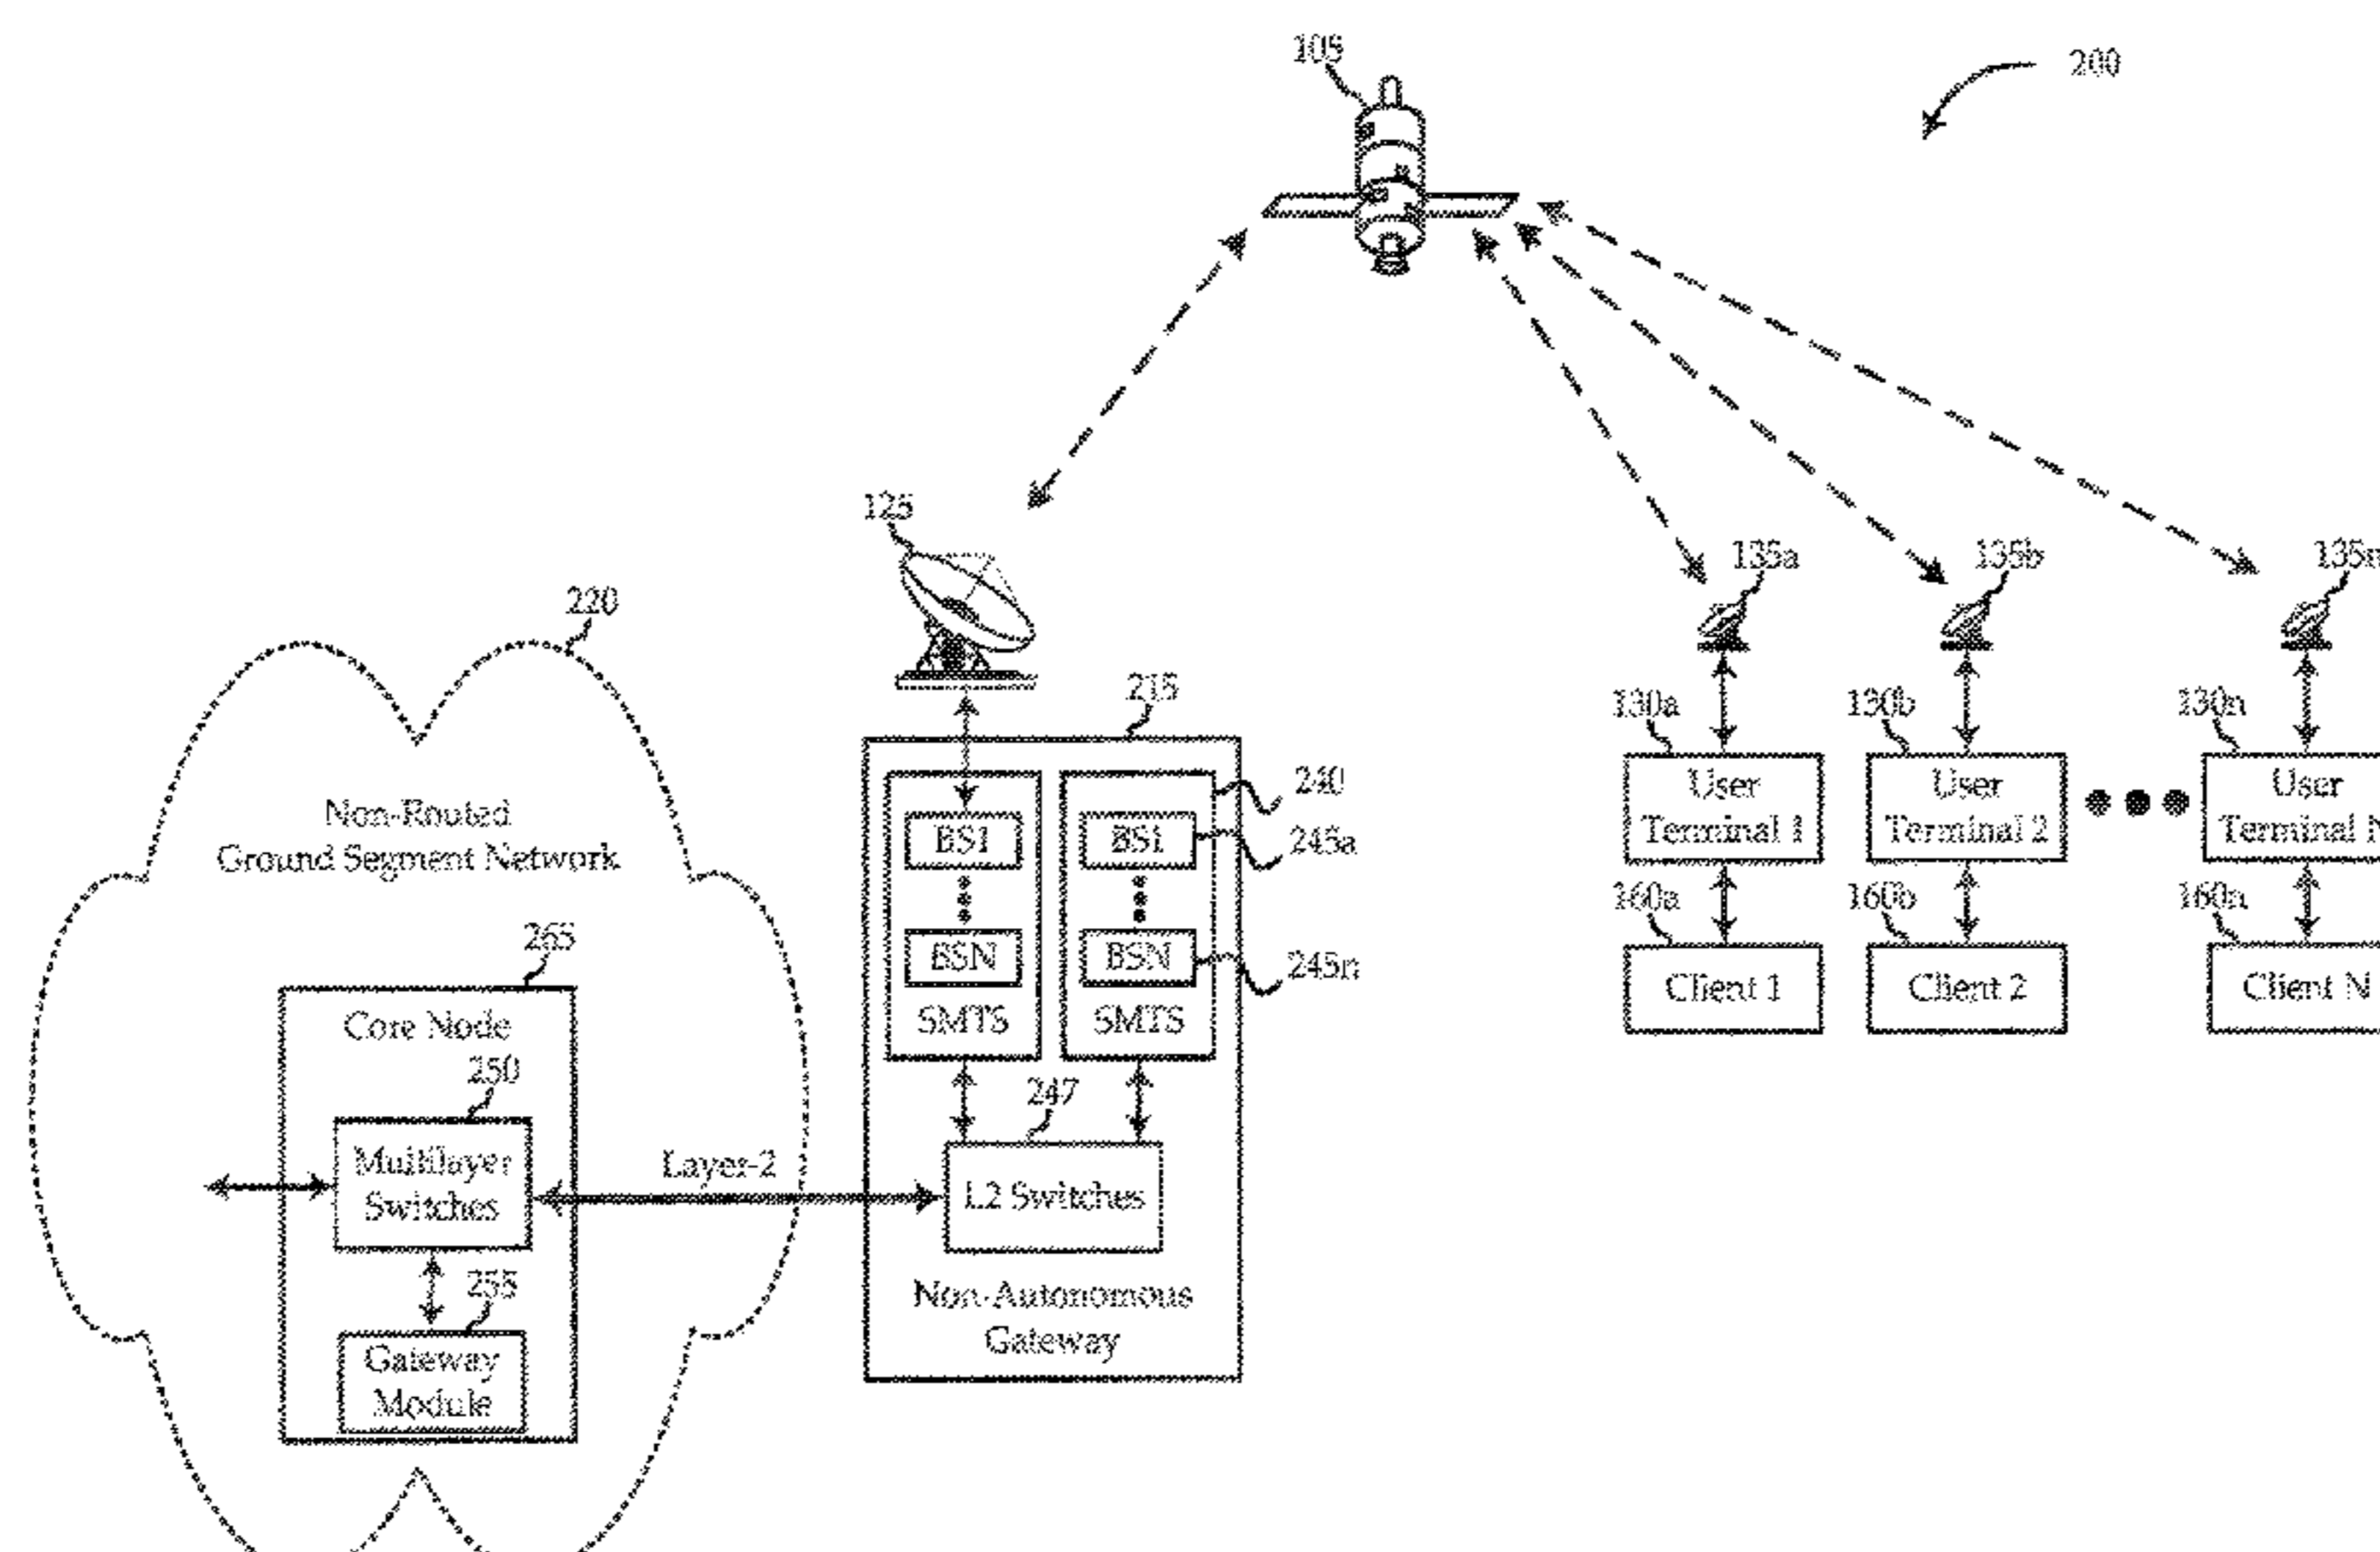 105
200
125
135a
135b
135n
220
215
130a
130b
130n
Non-Routed
Ground Segment Network
240
245a
245n
BS1
BS1
BSN
BSN
SMTS
SMTS
User
Terminal 1
User
Terminal 2
User
Terminal N
160a
160b
160n
Client 1
Client 2
Client N
265
Core Node
250
Multilayer
Switches
Layer-2
247
L2 Switches
255
Gateway
Module
Non-Autonomous
Gateway